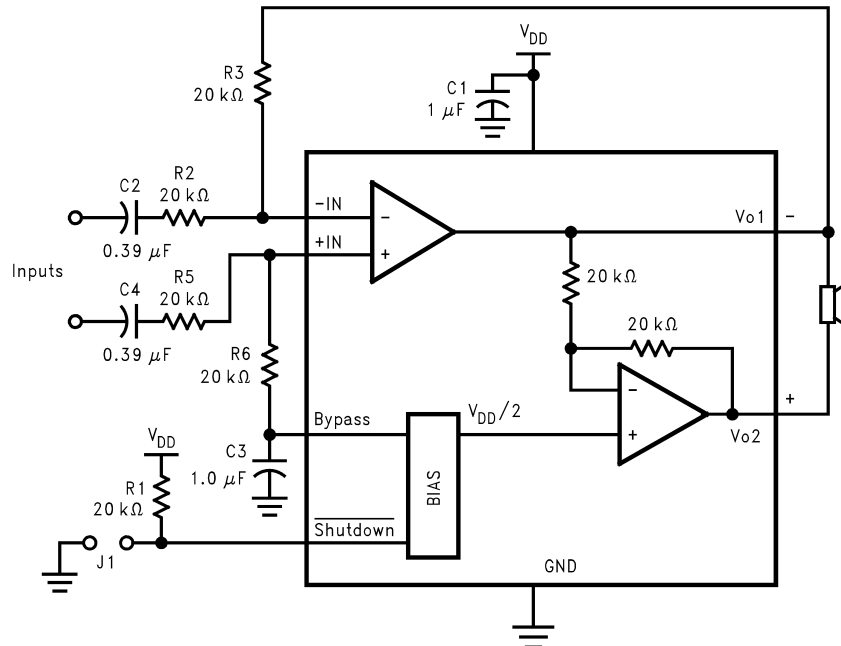 V_DD
R3
20 kΩ
C1
1 μF
C2
R2
20 kΩ
0.39 μF
-IN
-
+IN
+
Vo1
-
Inputs
C4
R5
20 kΩ
0.39 μF
20 kΩ
20 kΩ
R6
20 kΩ
-
+
Bypass
V_DD/2
+
Vo2
V_DD
C3
1.0 μF
BIAS
R1
20 kΩ
Shutdown
J1
GND